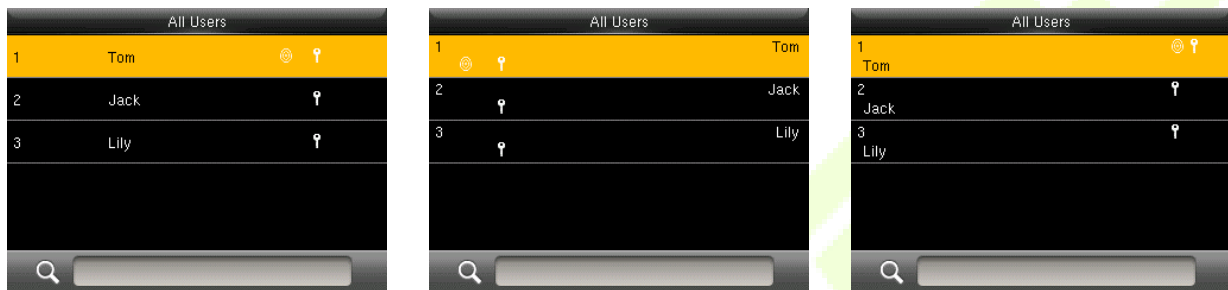 All Users
1 Tom
2 Jack
3 Lily
All Users
1 Tom
2 Jack
3 Lily
All Users
1
Tom
2
Jack
3
Lily